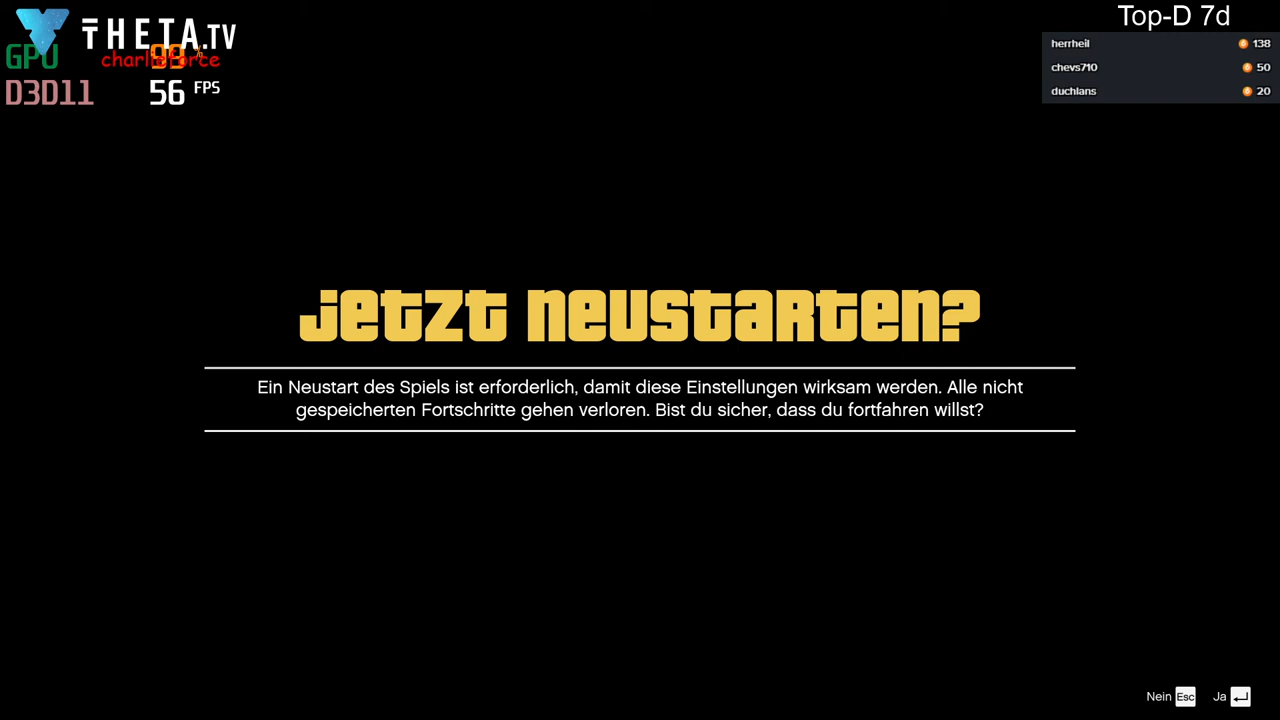 THETA.TV
charlieforce
GPU 99
D3D11 56 FPS
Top-D 7d
herrheil 138
chevs710 50
duchlans 20
Jetzt neustarten?
Ein Neustart des Spiels ist erforderlich, damit diese Einstellungen wirksam werden. Alle nicht
gespeicherten Fortschritte gehen verloren. Bist du sicher, dass du fortfahren willst?
Nein Esc Ja